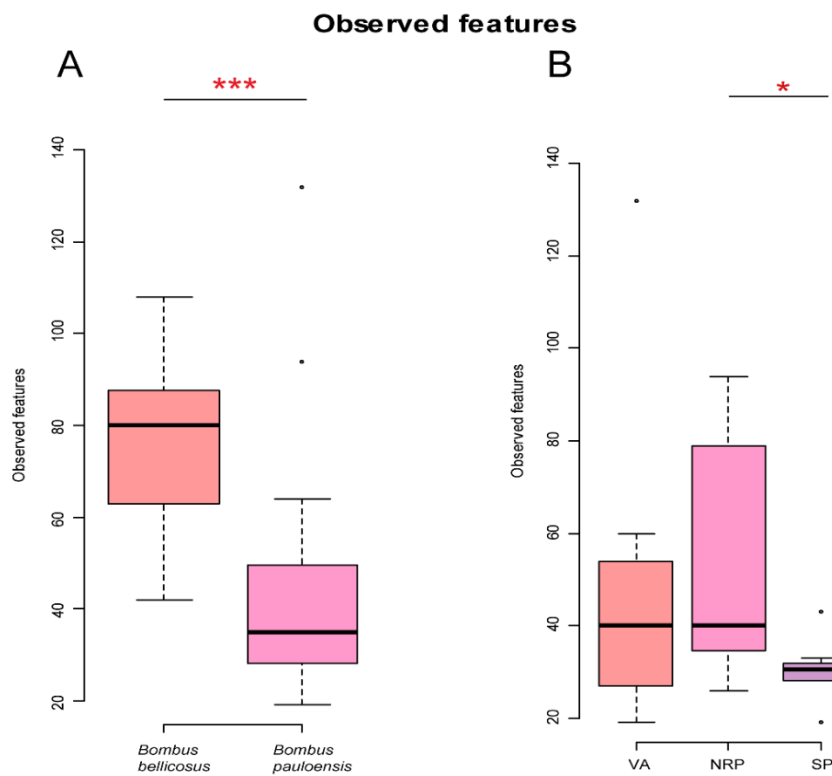 Observed features
A
B
***
*
Observed features
140
120
100
80
60
40
20
Bombus
bellicosus
Bombus
pauloensis
Observed features
140
120
100
80
60
40
20
VA
NRP
SP